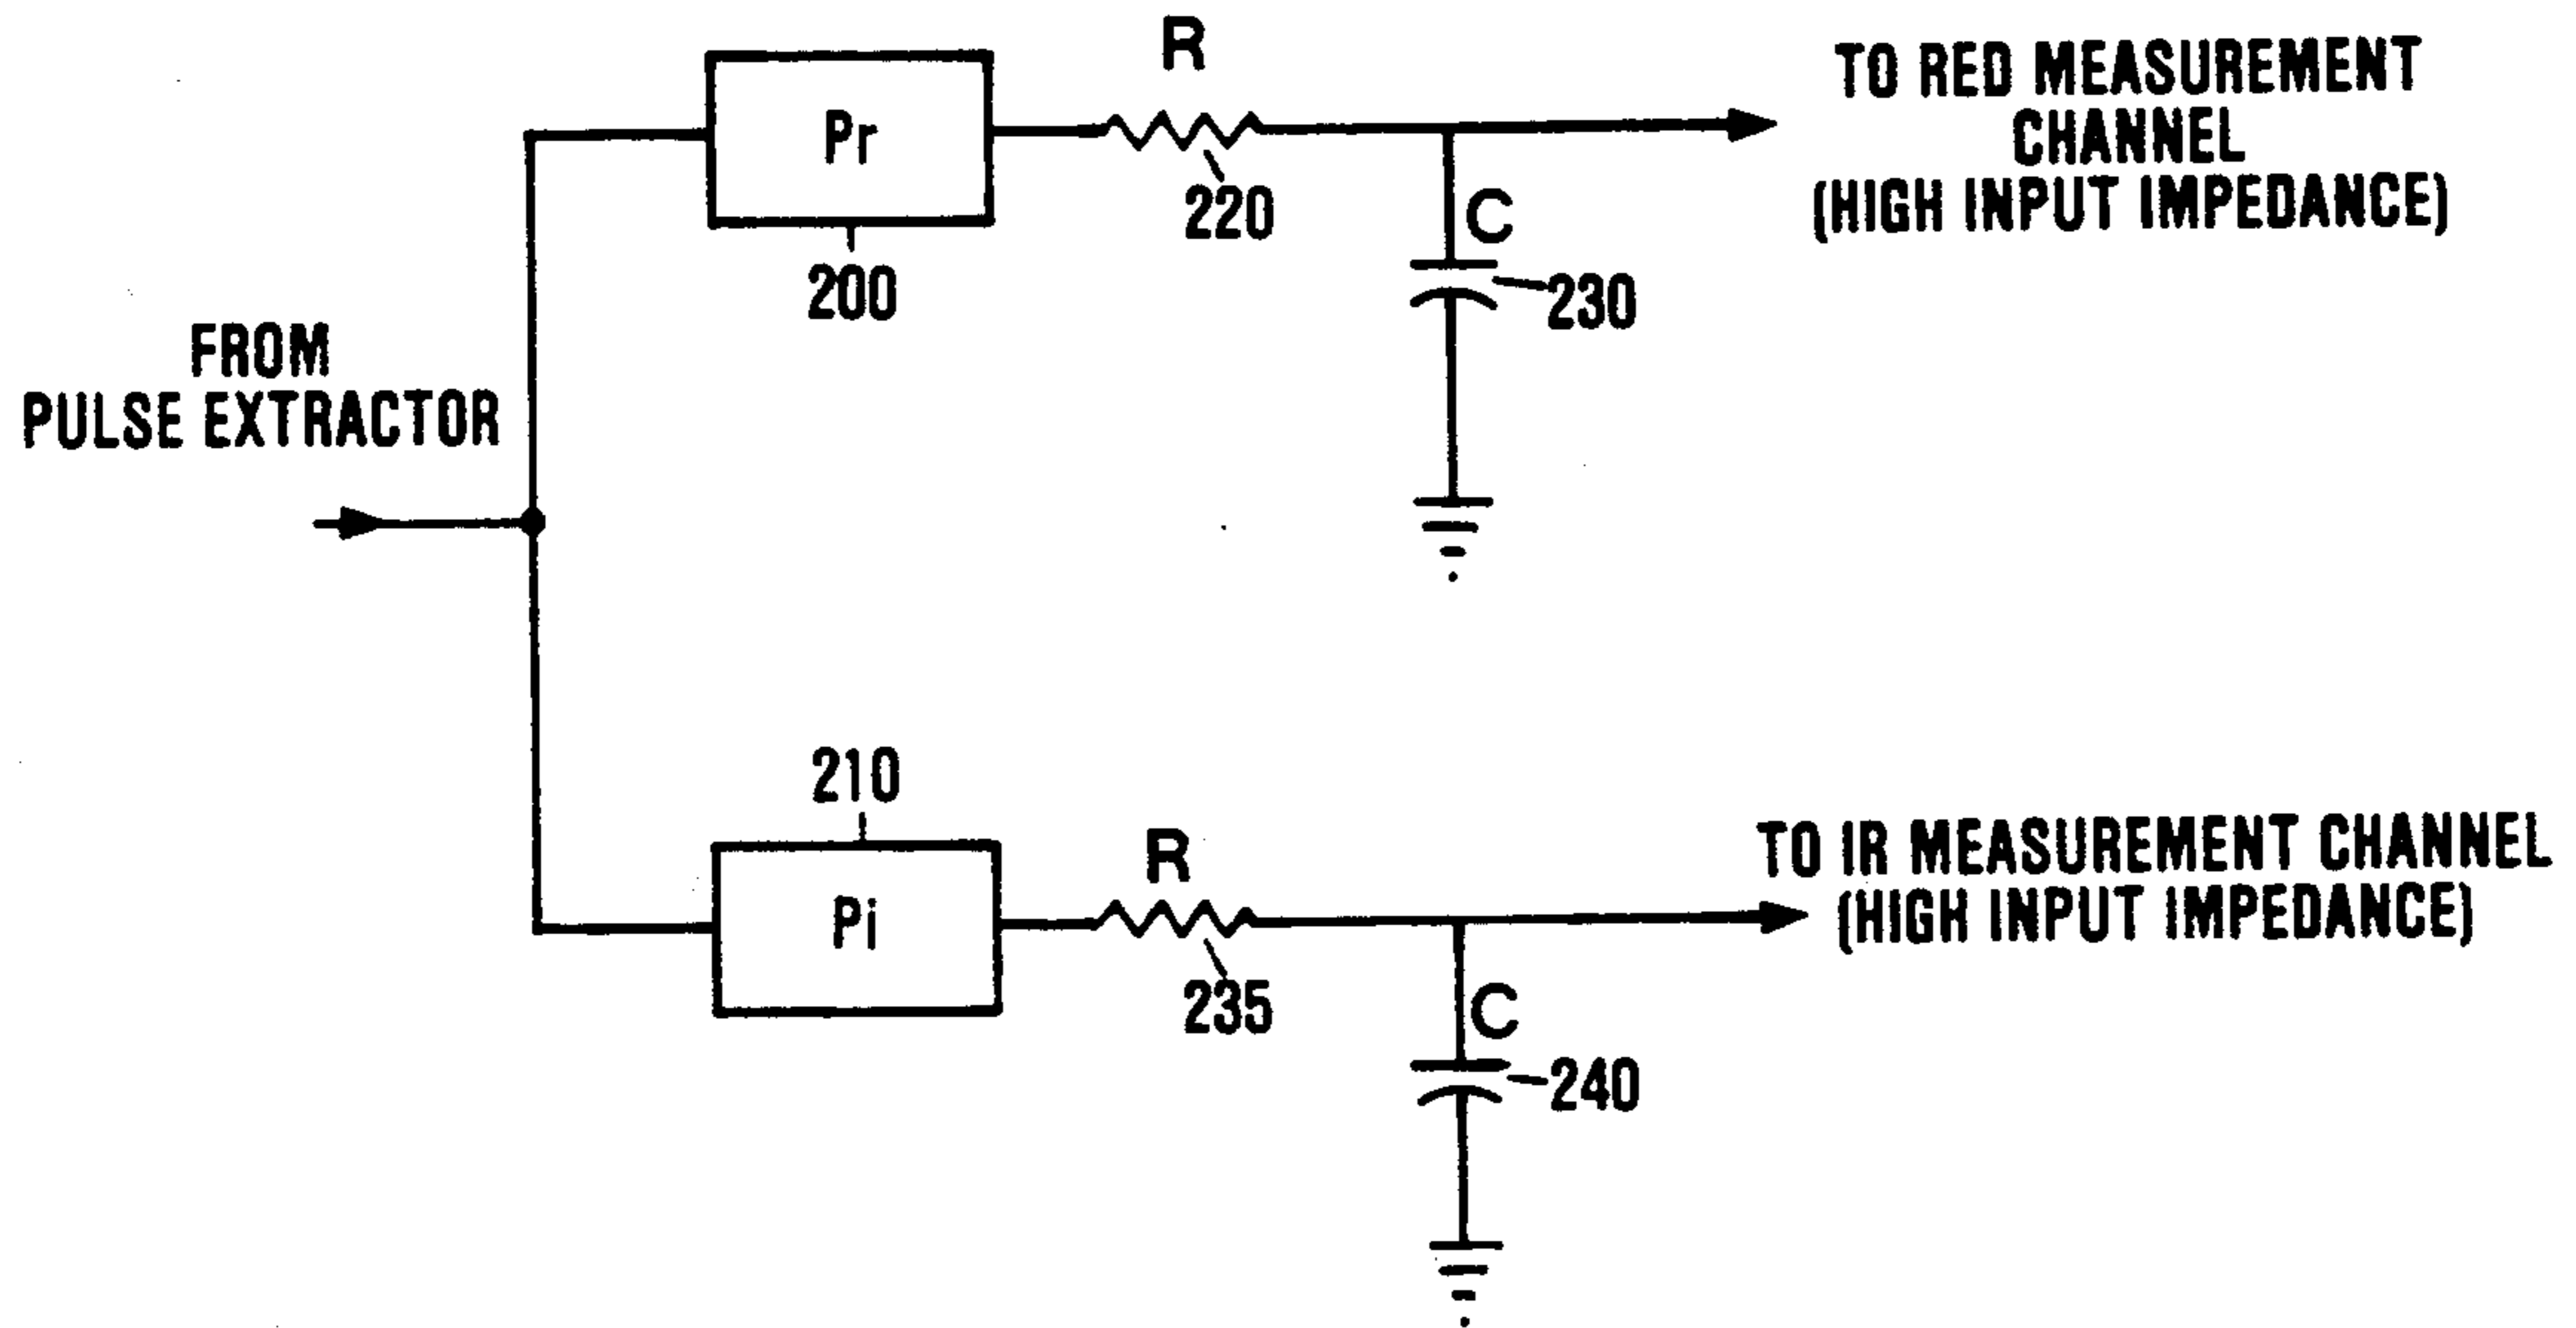 R
TO RED MEASUREMENT
CHANNEL
(HIGH INPUT IMPEDANCE)
Pr
220
C
200
230
FROM
PULSE EXTRACTOR
210
R
TO IR MEASUREMENT CHANNEL
(HIGH INPUT IMPEDANCE)
Pi
235
C
240